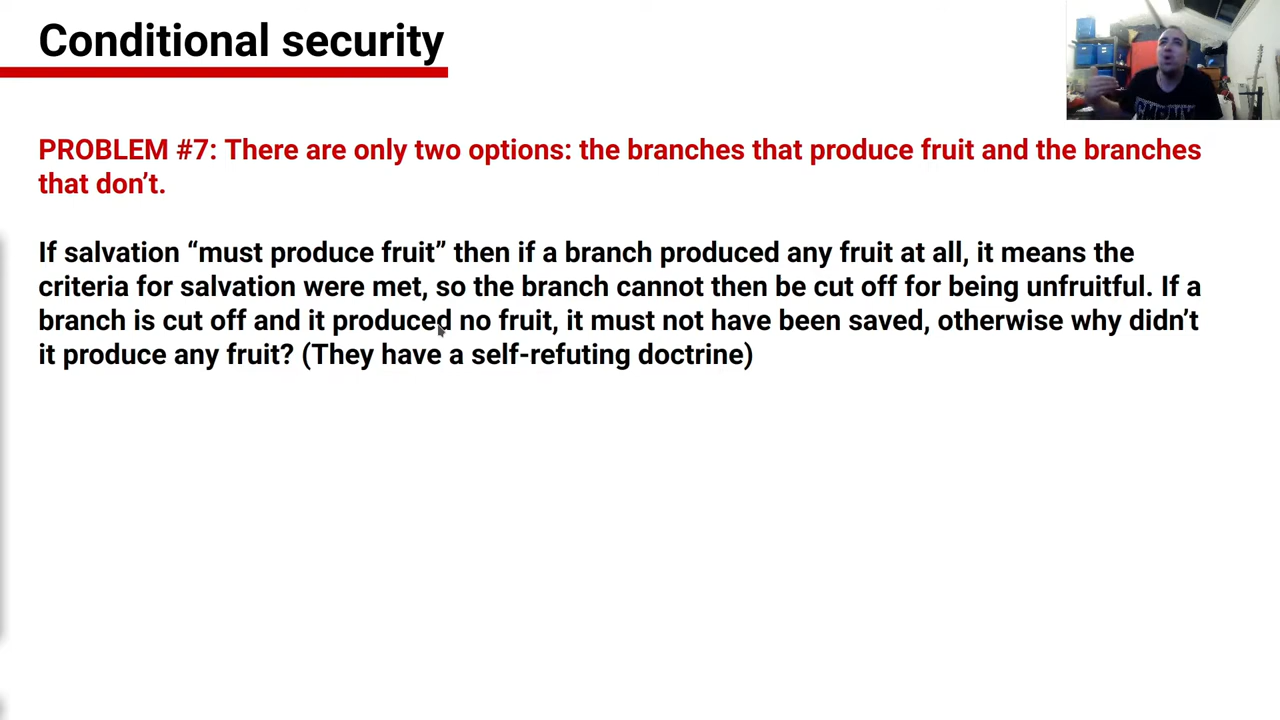 Conditional security
PROBLEM #7: There are only two options: the branches that produce fruit and the branches
that don’t.
If salvation “must produce fruit” then if a branch produced any fruit at all, it means the
criteria for salvation were met, so the branch cannot then be cut off for being unfruitful. If a
branch is cut off and it produced no fruit, it must not have been saved, otherwise why didn’t
it produce any fruit? (They have a self-refuting doctrine)